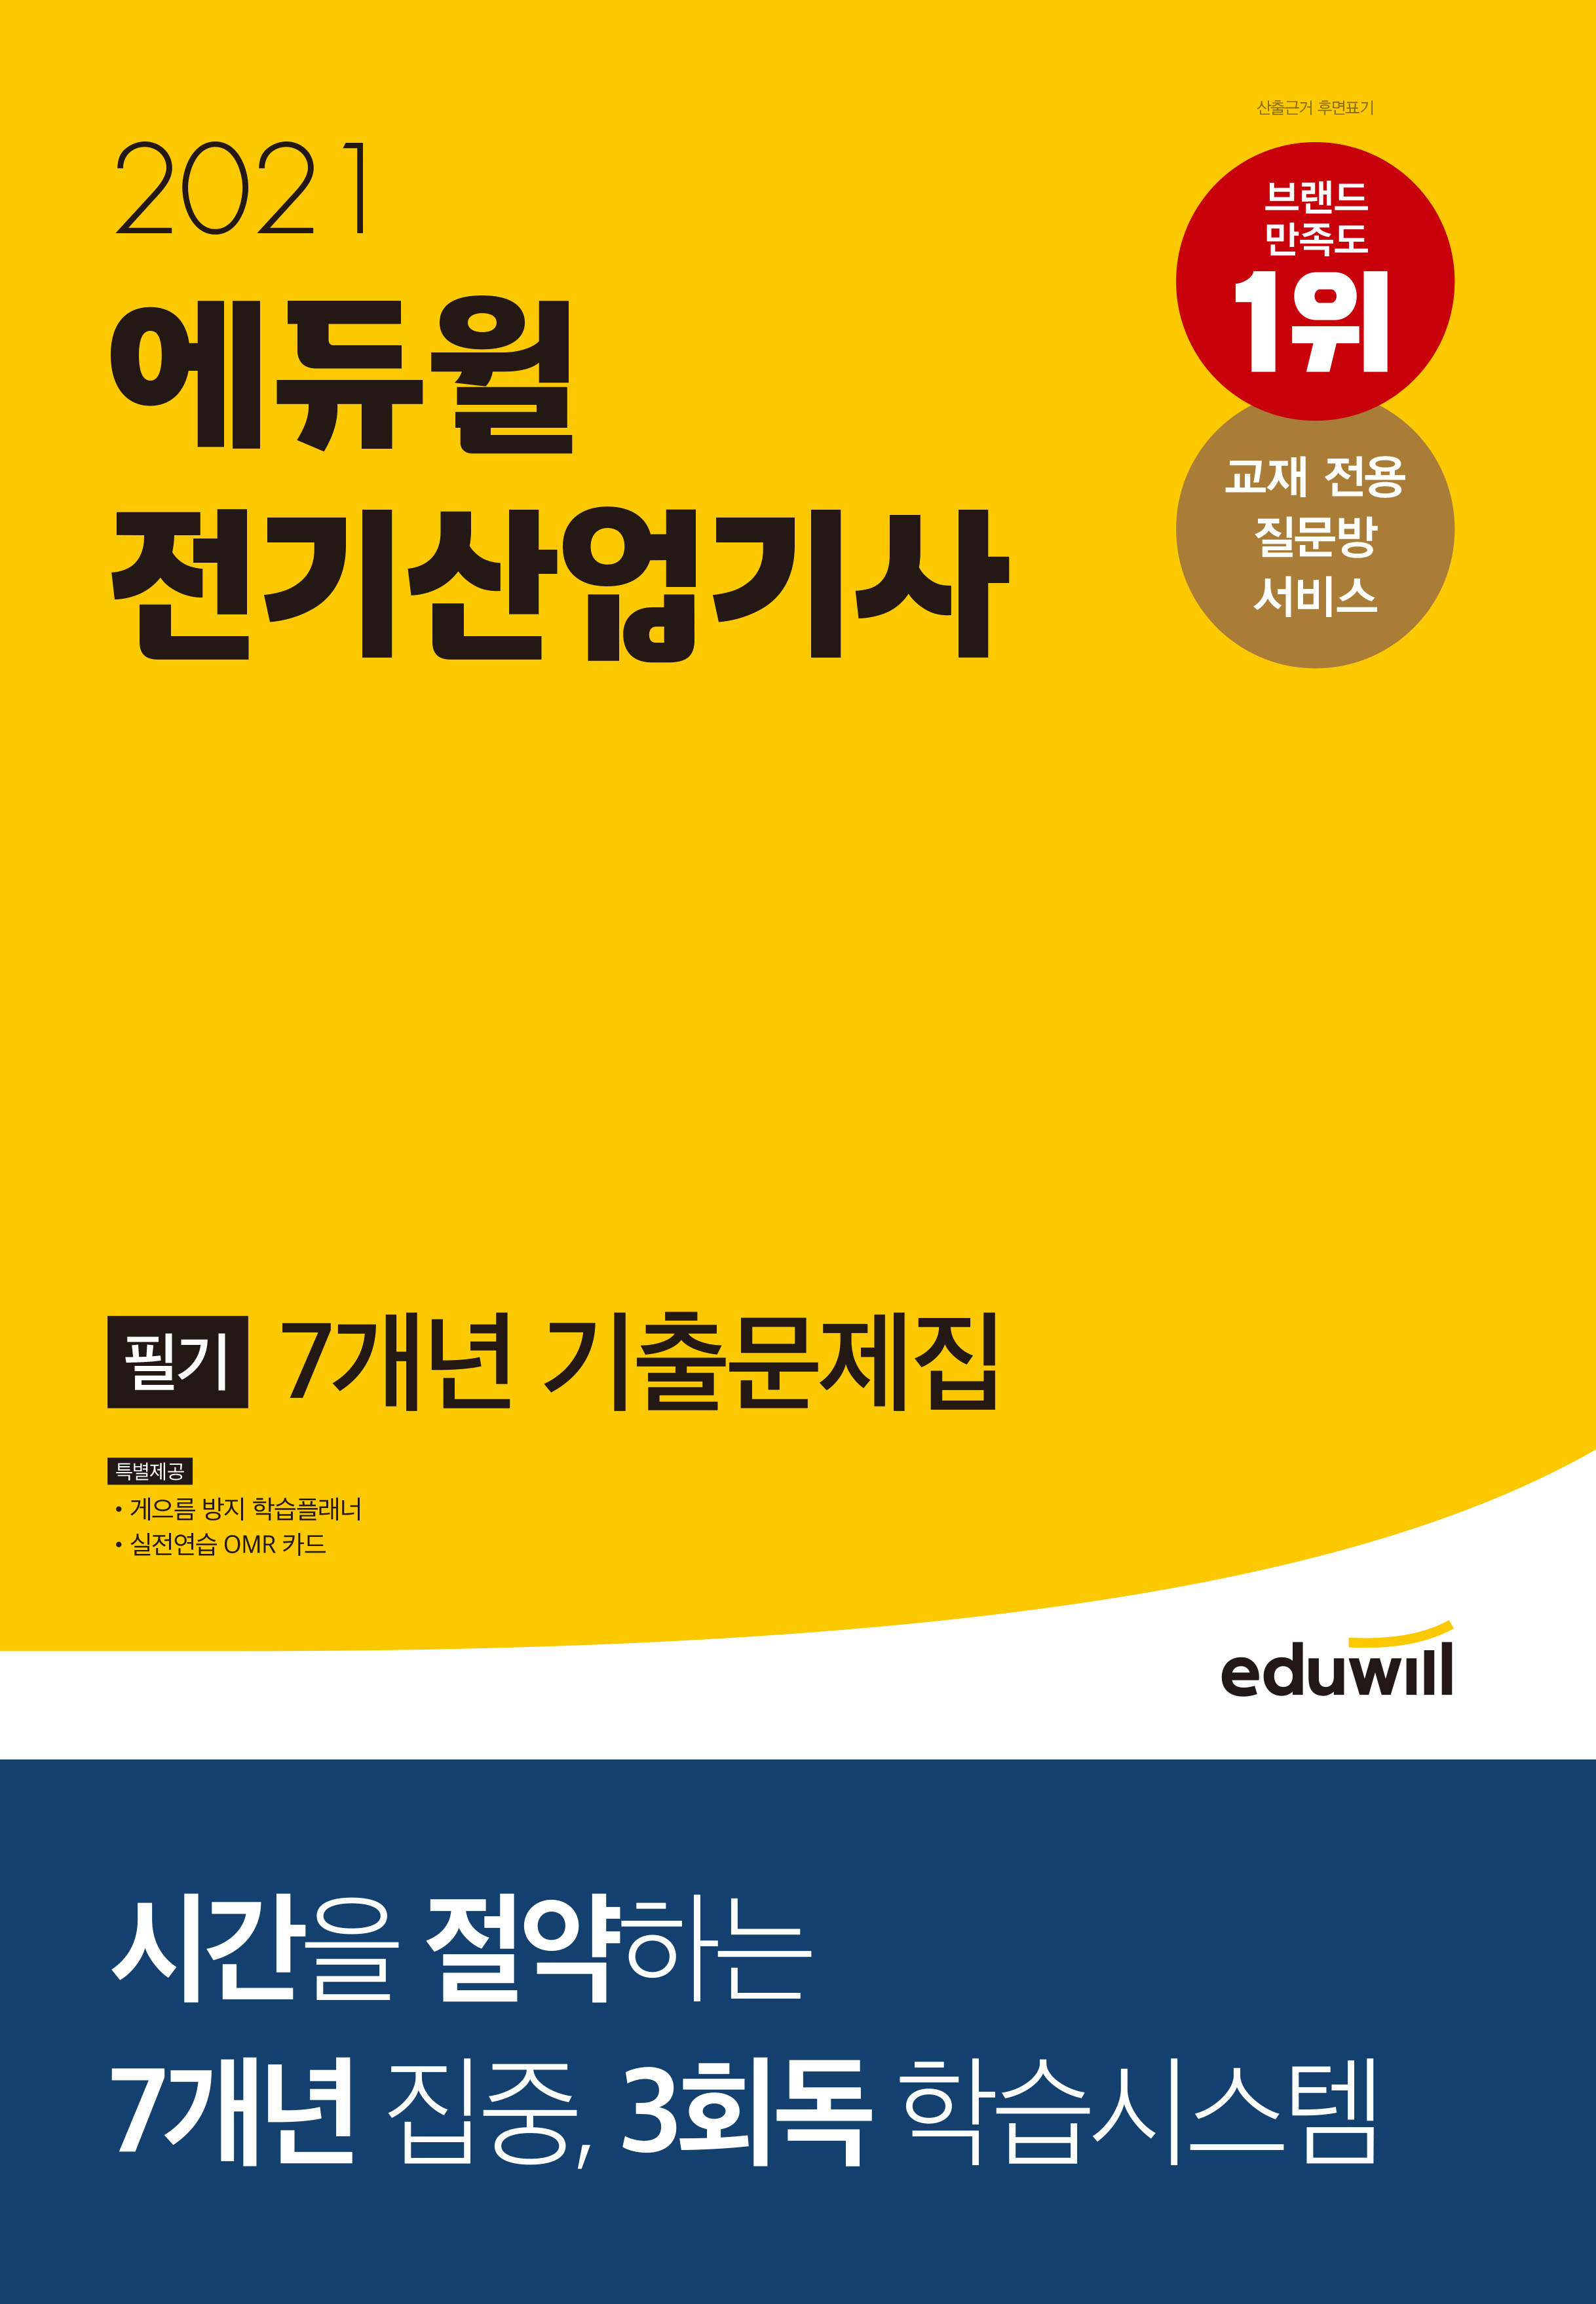 2021
에듀윌
전기산업기사
산출근거 후면표기
브랜드
만족도
1위
교재 전용
질문방
서비스
필기 7개년 기출문제집
특별제공
• 게으름 방지 학습플래너
• 실전연습 OMR 카드
eduwill
시간을 절약하는
7개년 집중, 3회독 학습시스템